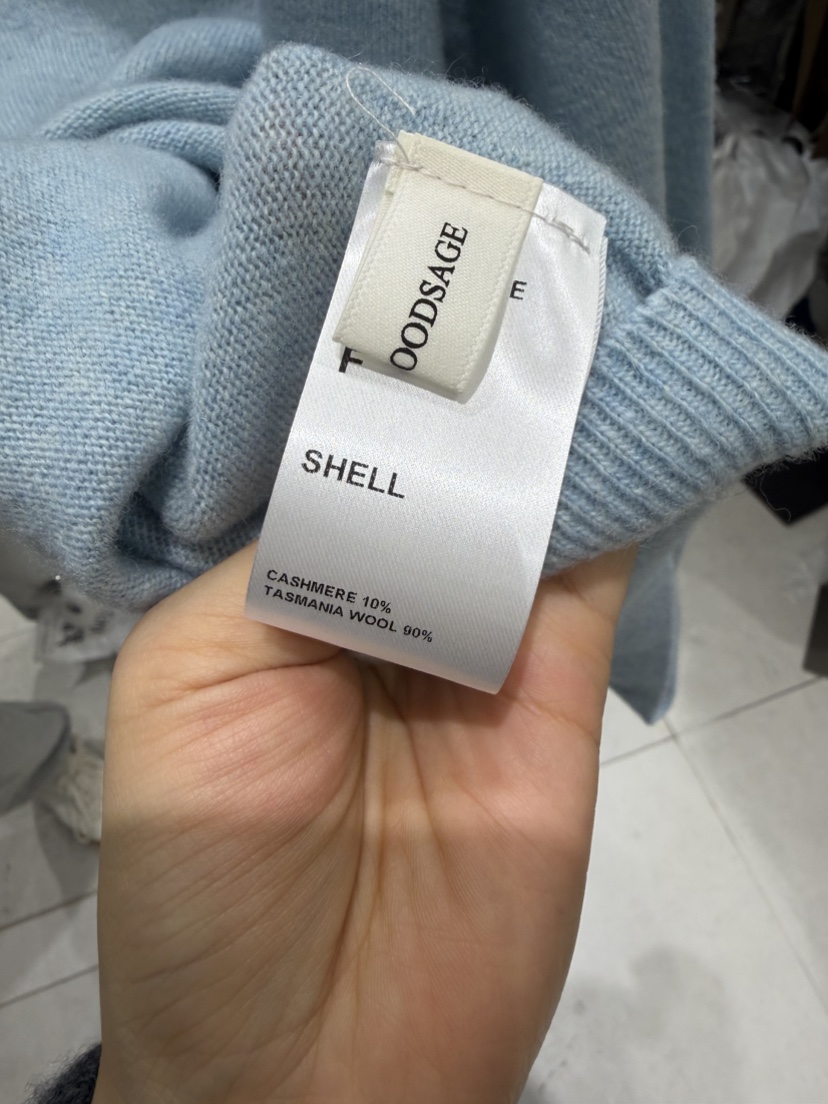 OODSAGE
E
F
SHELL
CASHMERE 10%
TASMANIA WOOL 90%